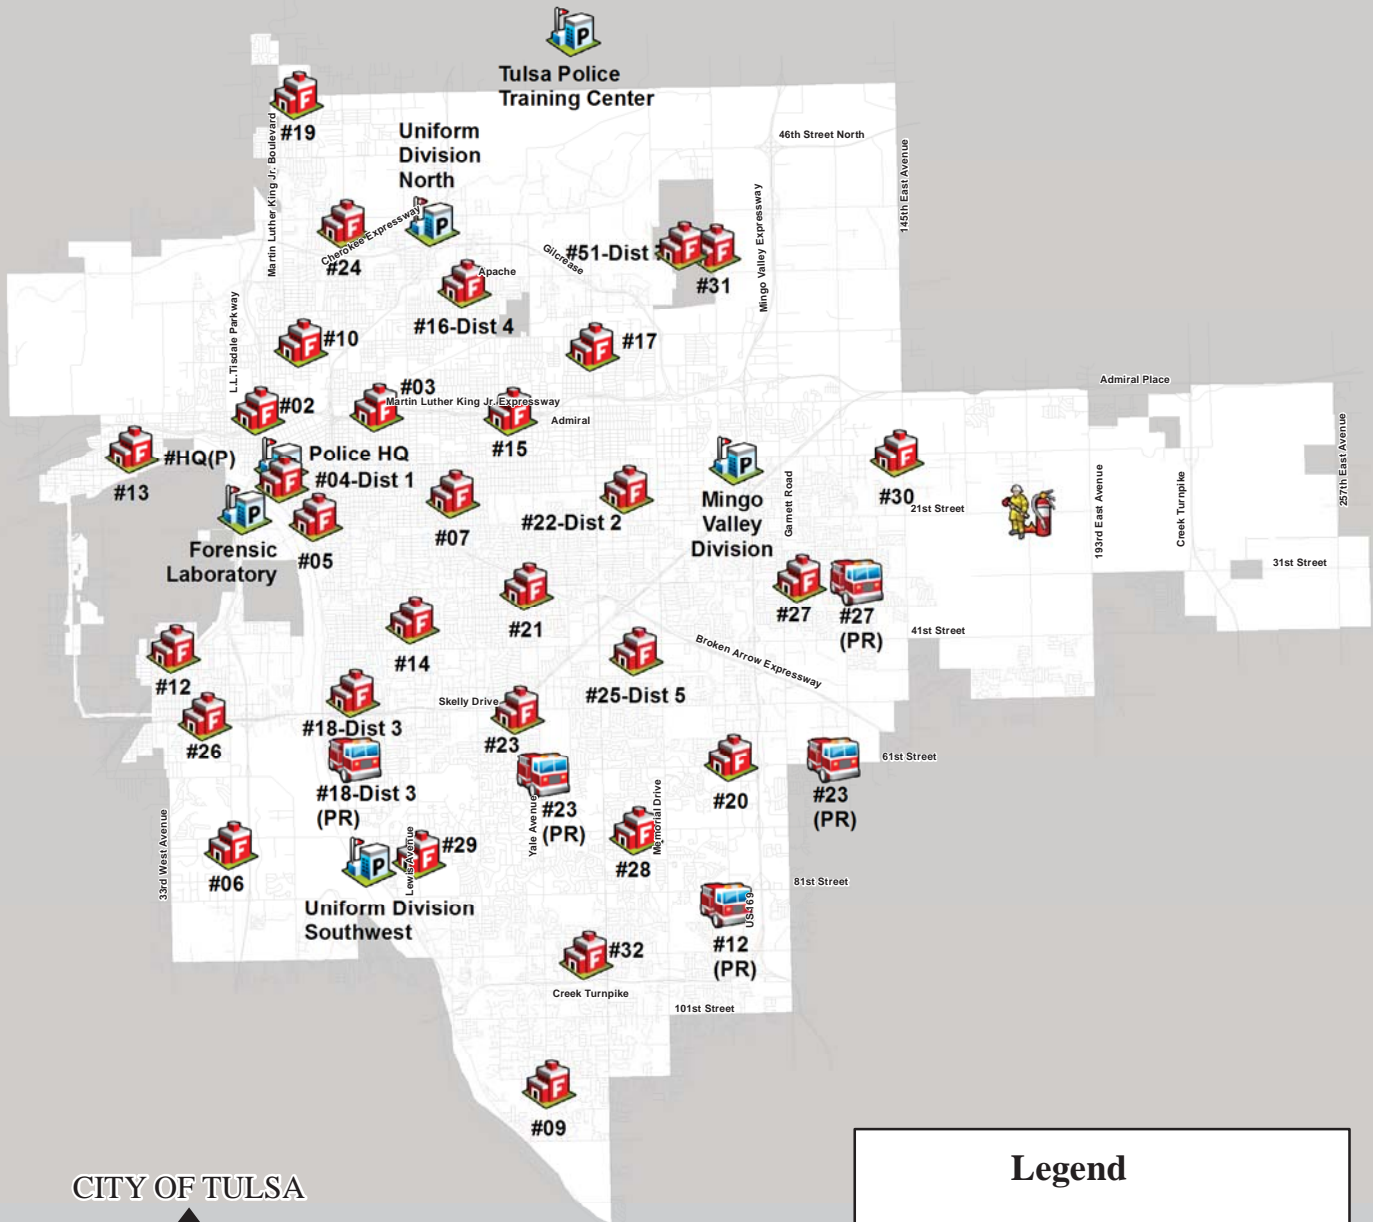 Tulsa Police
Training Center
#19
Uniform
Division
North
46th Street North
Martin Luther King Jr. Boulevard
145th East Avenue
Mingo Valley Expressway
Cherokee Expressway
#24
Gilcrease
#51-Dist
#31
Apache
#16-Dist 4
L.L.Tisdale Parkway
#10
#17
#03
Martin Luther King Jr. Expressway
#02
Admiral
#15
Admiral Place
257th East Avenue
#HQ(P)
#13
Police HQ
#04-Dist 1
Mingo
Valley
Division
Garnett Road
#30
21st Street
193rd East Avenue
Creek Turnpike
#22-Dist 2
#07
#05
Forensic
Laboratory
31st Street
#27
#27
(PR)
#21
41st Street
#14
Broken Arrow Expressway
#12
#25-Dist 5
Skelly Drive
#18-Dist 3
#23
#26
61st Street
#18-Dist 3
(PR)
#20
#23
(PR)
#23
(PR)
Yale Avenue
Memorial Drive
33rd West Avenue
#06
Lewis Avenue
#29
#28
81st Street
Uniform Division
Southwest
US 169
#12
(PR)
#32
Creek Turnpike
101st Street
#09
CITY OF TULSA
Legend